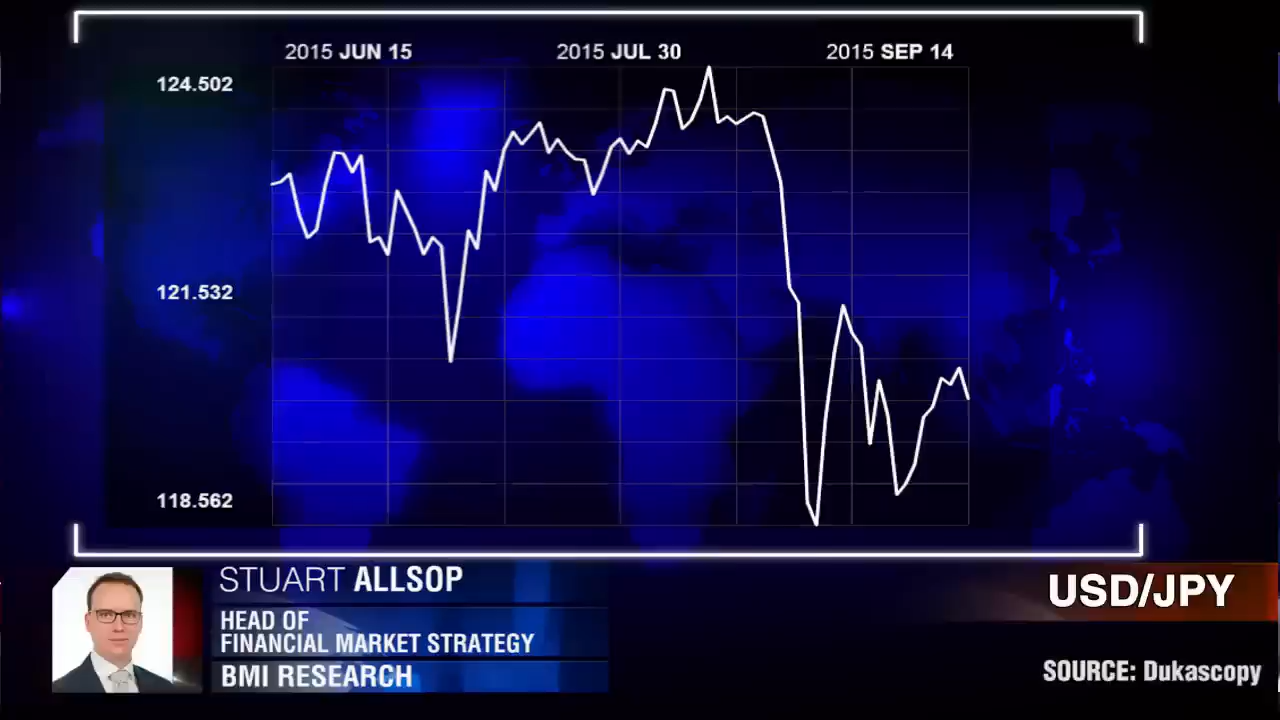 2015 JUN 15 2015 JUL 30 2015 SEP 14
124.502
121.532
118.562
STUART ALLSOP
HEAD OF
FINANCIAL MARKET STRATEGY
BMI RESEARCH
USD/JPY
SOURCE: Dukascopy